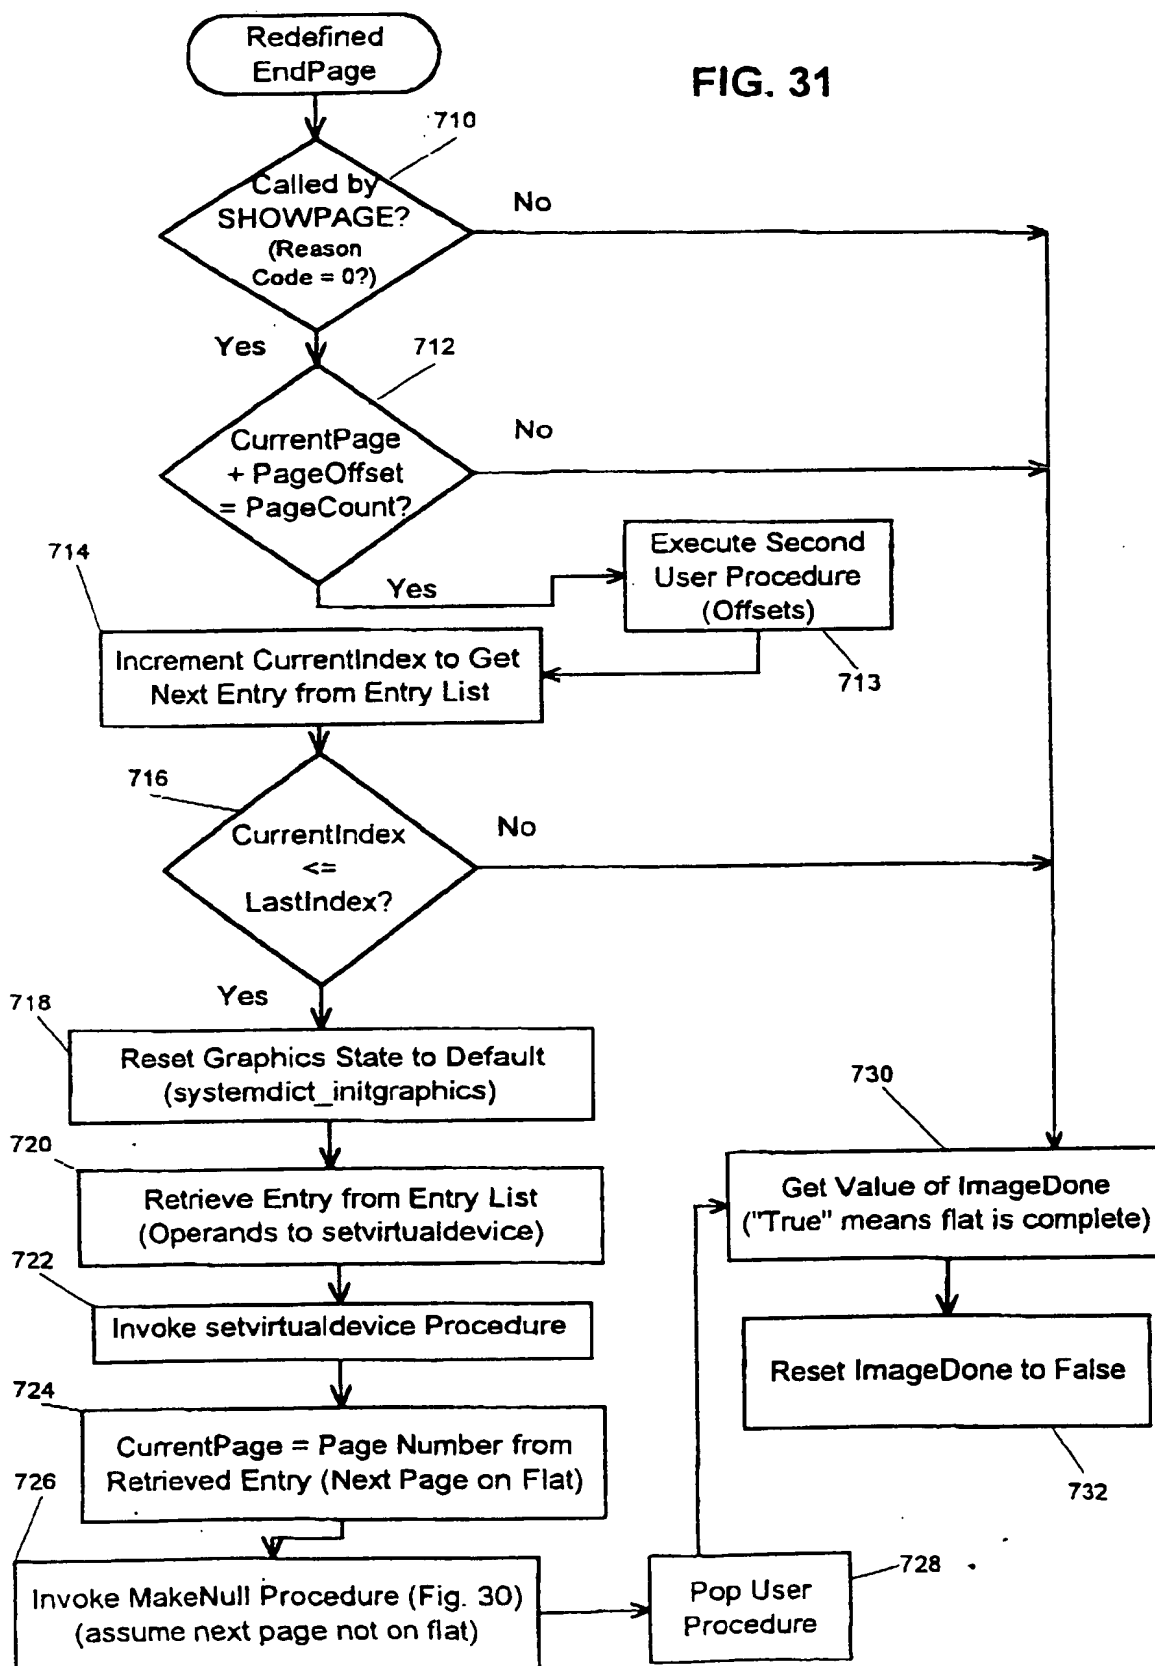 Redefined
EndPage
FIG. 31
710
Called by
SHOWPAGE?
(Reason
Code = 0?)
No
Yes
712
CurrentPage
+ PageOffset
= PageCount?
No
Yes
Execute Second
User Procedure
(Offsets)
713
714
Increment CurrentIndex to Get
Next Entry from Entry List
716
CurrentIndex
<=
LastIndex?
No
Yes
718
Reset Graphics State to Default
(systemdict_initgraphics)
720
Retrieve Entry from Entry List
(Operands to setvirtualdevice)
722
Invoke setvirtualdevice Procedure
724
CurrentPage = Page Number from
Retrieved Entry (Next Page on Flat)
726
Invoke MakeNull Procedure (Fig. 30)
(assume next page not on flat)
728
Pop User
Procedure
730
Get Value of ImageDone
("True" means flat is complete)
Reset ImageDone to False
732